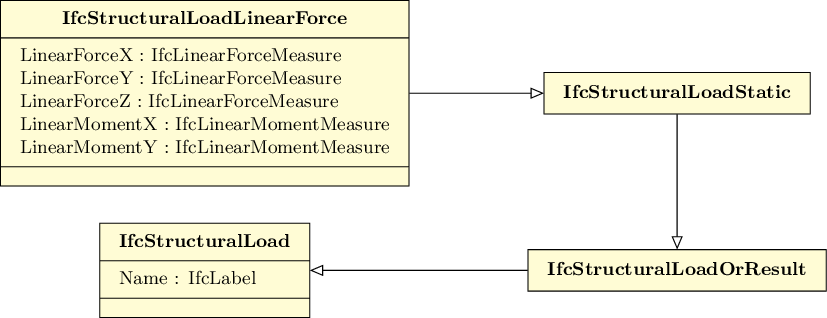 IfcStructuralLoadLinearForce
LinearForceX : IfcLinearForceMeasure
LinearForceY : IfcLinearForceMeasure
LinearForceZ : IfcLinearForceMeasure
LinearMomentX : IfcLinearMomentMeasure
LinearMomentY : IfcLinearMomentMeasure
IfcStructuralLoadStatic
IfcStructuralLoad
Name : IfcLabel
IfcStructuralLoadOrResult